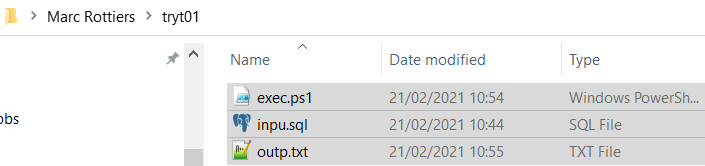 Marc Rottiers > tryt01
Name Date modified Type
exec.ps1 21/02/2021 10:54 Windows PowerSh...
obs
inpu.sql 21/02/2021 10:44 SQL File
outp.txt 21/02/2021 10:55 TXT File